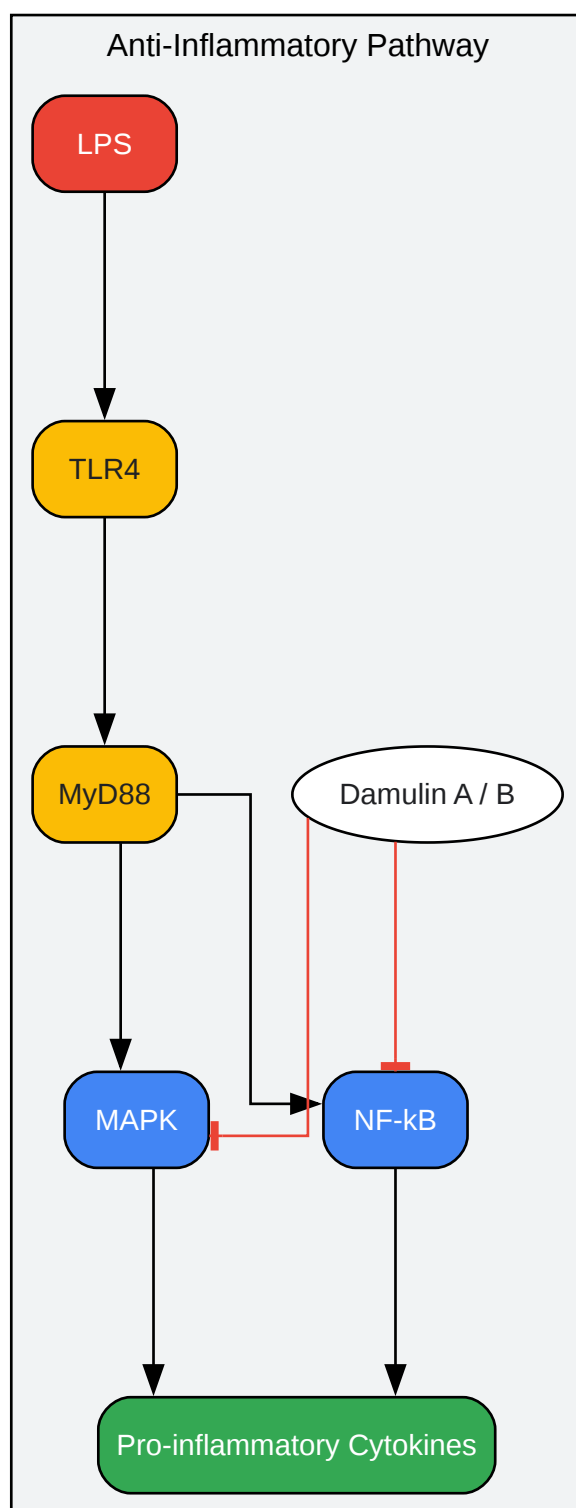 Anti-Inflammatory Pathway
LPS
TLR4
MyD88
Damulin A / B
MAPK
NF-kB
Pro-inflammatory Cytokines